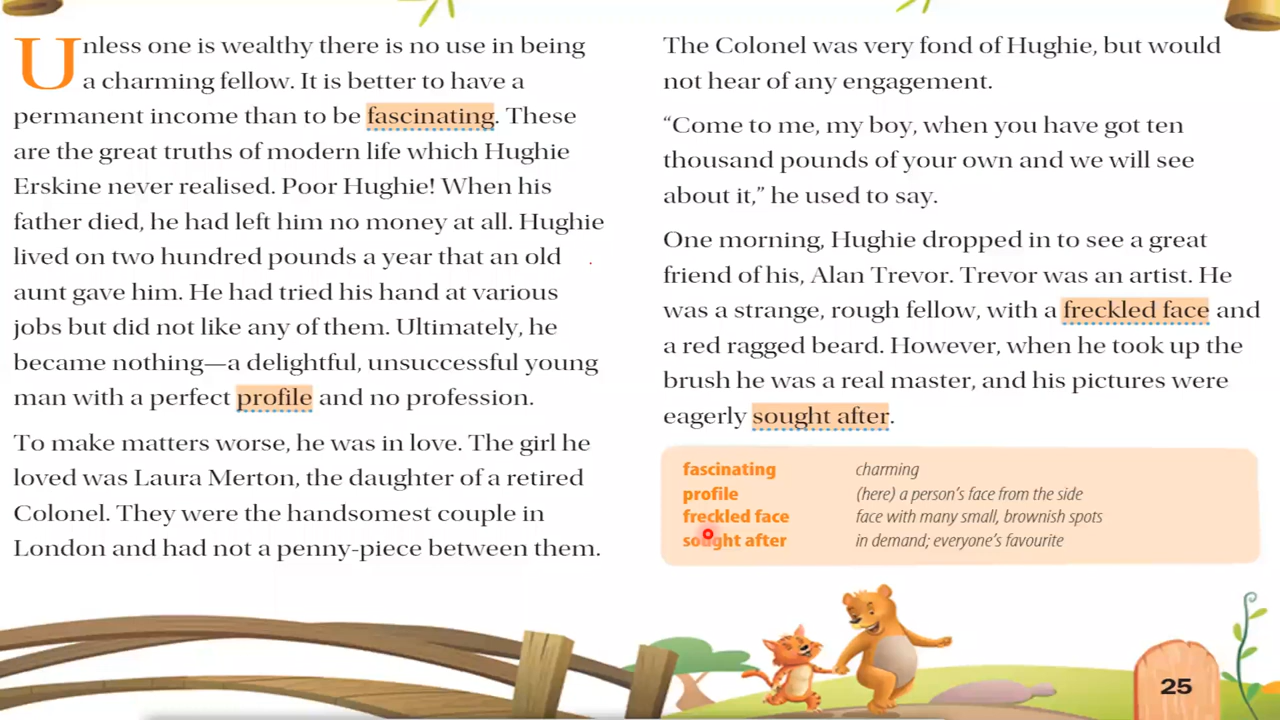 Unless one is wealthy there is no use in being
a charming fellow. It is better to have a
permanent income than to be fascinating. These
are the great truths of modern life which Hughie
Erskine never realised. Poor Hughie! When his
father died, he had left him no money at all. Hughie
lived on two hundred pounds a year that an old
aunt gave him. He had tried his hand at various
jobs but did not like any of them. Ultimately, he
became nothing—a delightful, unsuccessful young
man with a perfect profile and no profession.
To make matters worse, he was in love. The girl he
loved was Laura Merton, the daughter of a retired
Colonel. They were the handsomest couple in
London and had not a penny-piece between them.
The Colonel was very fond of Hughie, but would
not hear of any engagement.
“Come to me, my boy, when you have got ten
thousand pounds of your own and we will see
about it,” he used to say.
One morning, Hughie dropped in to see a great
friend of his, Alan Trevor. Trevor was an artist. He
was a strange, rough fellow, with a freckled face and
a red ragged beard. However, when he took up the
brush he was a real master, and his pictures were
eagerly sought after.
fascinating charming
profile (here) a person’s face from the side
freckled face face with many small, brownish spots
sought after in demand; everyone’s favourite
25